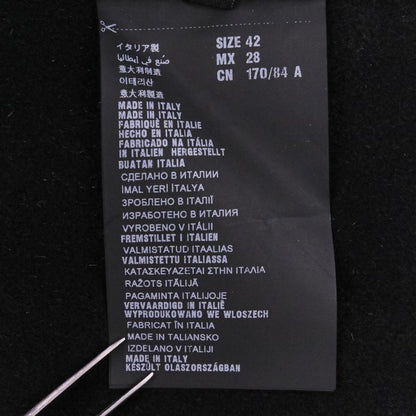 SIZE 42
MX 28
CN 170/84 A
イタリア製
صنع في إيطاليا
意大利制造
이태리산
意大利製造
MADE IN ITALY
MADE IN ITALY
FABRIQUÉ EN ITALIE
HECHO EN ITALIA
FABRICADO NA ITÁLIA
IN ITALIEN HERGESTELLT
BUATAN ITALIA
СДЕЛАНО В ИТАЛИИ
İMAL YERİ İTALYA
ЗРОБЛЕНО В ІТАЛІЇ
ИЗРАБОТЕНО В ИТАЛИЯ
VYROBENO V ITÁLII
FREMSTILLET I ITALIEN
VALMISTATUD ITAALIAS
VALMISTETTU ITALIASSA
ΚΑΤΑΣΚΕΥΑΖΕΤΑΙ ΣΤΗΝ ΙΤΑΛΙΑ
RAŽOTS ITĀLIJĀ
PAGAMINTA ITALIJOJE
VERVAARDIGD IN ITALIË
WYPRODUKOWANO WE WLOSZECH
FABRICAT ÎN ITALIA
MADE IN TALIANSKO
IZDELANO V ITALIJI
MADE IN ITALY
KÉSZÜLT OLASZORSZÁGBAN